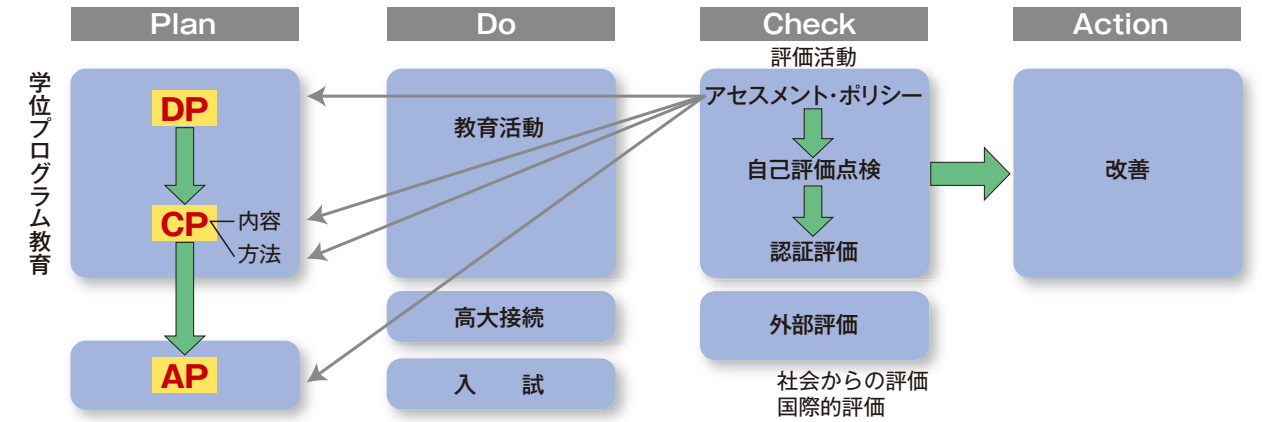 Plan
Do
Check
Action
学位プログラム教育
DP
CP
内容
方法
AP
教育活動
高大接続
入　試
評価活動
アセスメント・ポリシー
自己評価点検
認証評価
外部評価
社会からの評価
国際的評価
改善